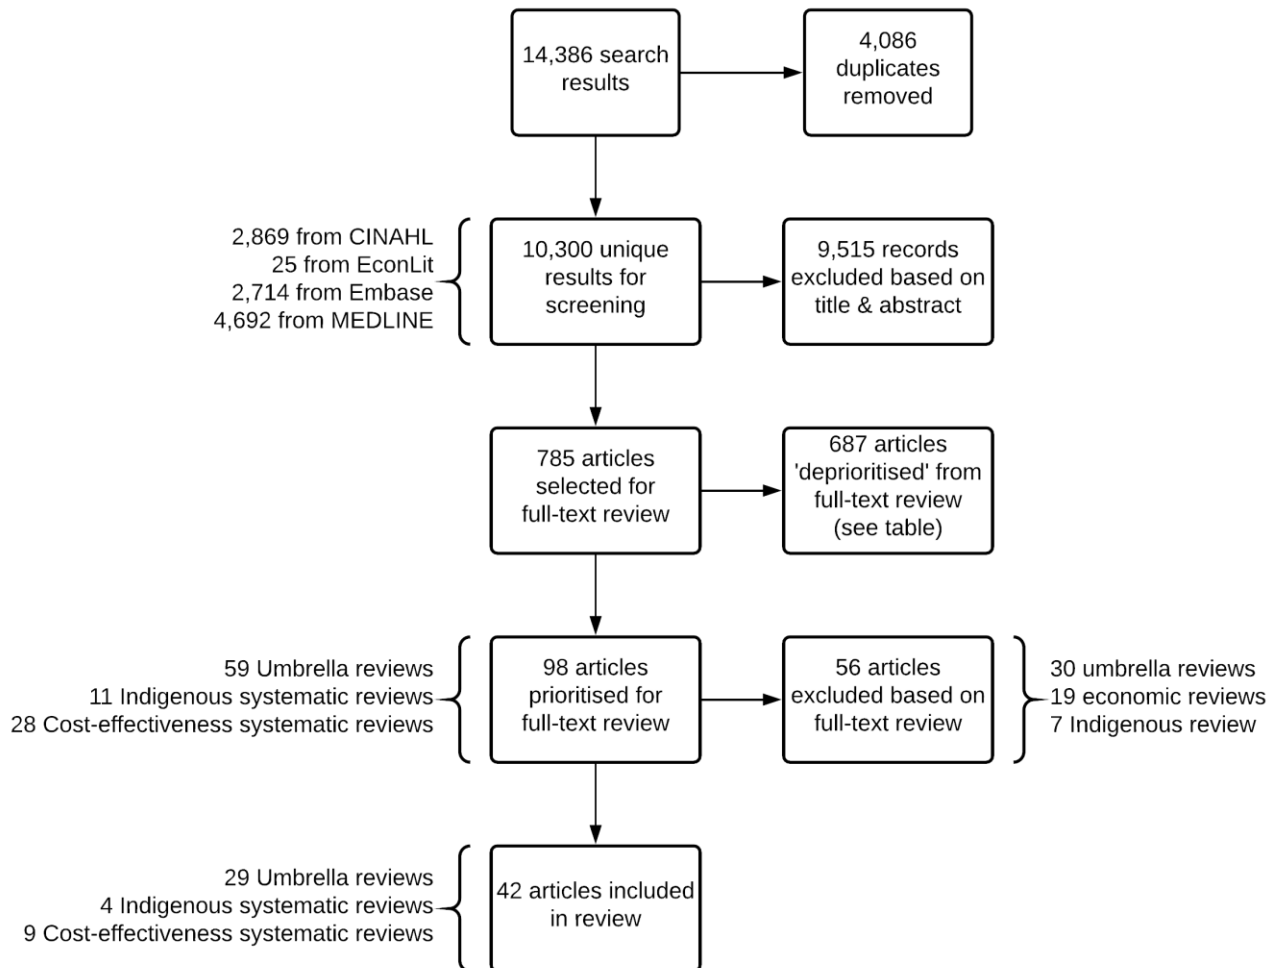 14,386 search
results
4,086
duplicates
removed
2,869 from CINAHL
25 from EconLit
2,714 from Embase
4,692 from MEDLINE
10,300 unique
results for
screening
9,515 records
excluded based on
title & abstract
785 articles
selected for
full-text review
687 articles
'deprioritised' from
full-text review
(see table)
59 Umbrella reviews
11 Indigenous systematic reviews
28 Cost-effectiveness systematic reviews
98 articles
prioritised for
full-text review
56 articles
excluded based on
full-text review
30 umbrella reviews
19 economic reviews
7 Indigenous review
29 Umbrella reviews
4 Indigenous systematic reviews
9 Cost-effectiveness systematic reviews
42 articles included
in review